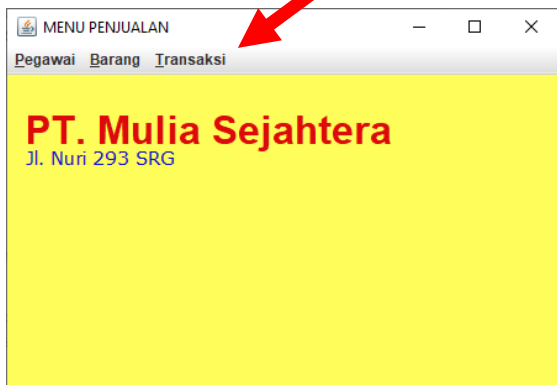 MENU PENJUALAN
Pegawai Barang Transaksi
PT. Mulia Sejahtera
Jl. Nuri 293 SRG